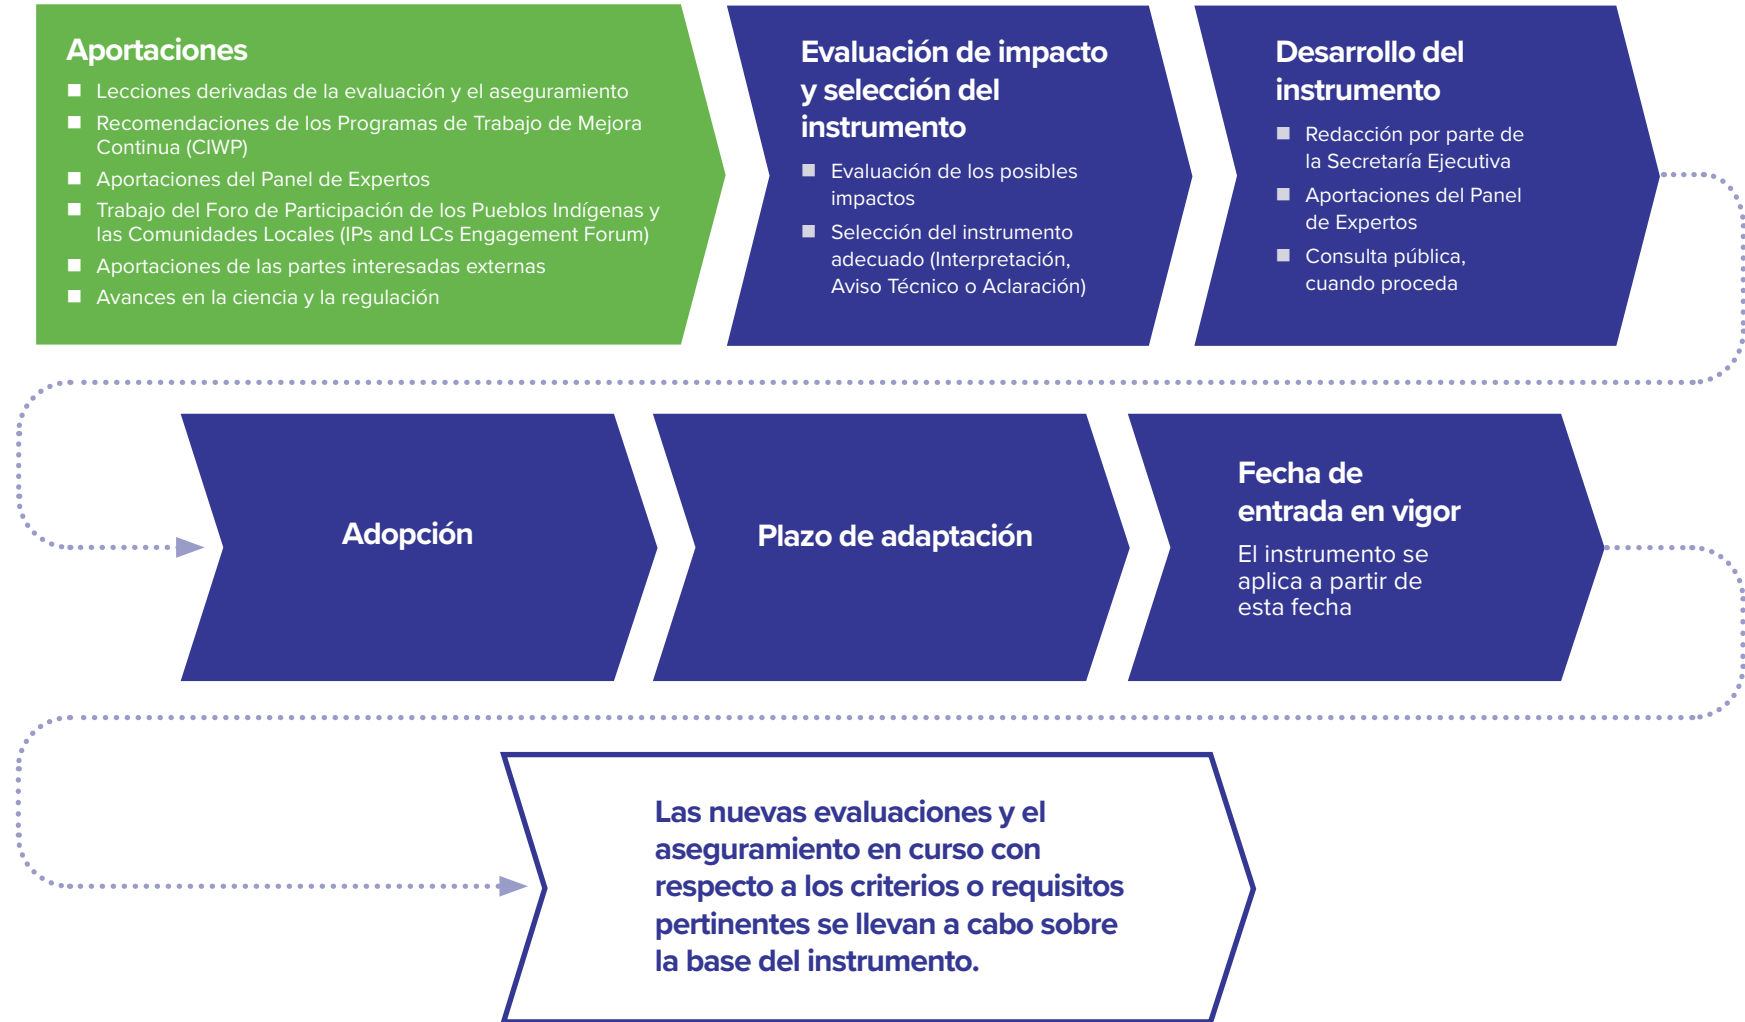 Aportaciones
Lecciones derivadas de la evaluación y el aseguramiento
Recomendaciones de los Programas de Trabajo de Mejora
Continua (CIWP)
Aportaciones del Panel de Expertos
Trabajo del Foro de Participación de los Pueblos Indígenas y
las Comunidades Locales (IPs and LCs Engagement Forum)
Aportaciones de las partes interesadas externas
Avances en la ciencia y la regulación
Evaluación de impacto
y selección del
instrumento
Evaluación de los posibles
impactos
Selección del instrumento
adecuado (Interpretación,
Aviso Técnico o Aclaración)
Desarrollo del
instrumento
Redacción por parte de
la Secretaría Ejecutiva
Aportaciones del Panel
de Expertos
Consulta pública,
cuando proceda
Adopción
Plazo de adaptación
Fecha de
entrada en vigor
El instrumento se
aplica a partir de
esta fecha
Las nuevas evaluaciones y el
aseguramiento en curso con
respecto a los criterios o requisitos
pertinentes se llevan a cabo sobre
la base del instrumento.